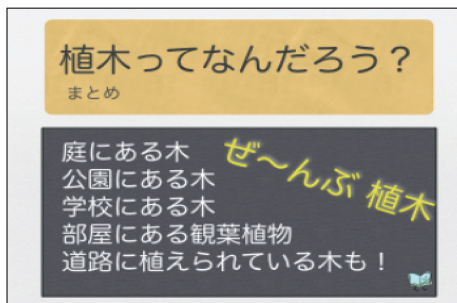 植木ってなんだろう？
まとめ
庭にある木
公園にある木
学校にある木
部屋にある観葉植物
道路に植えられている木も！
ぜ〜んぶ 植木